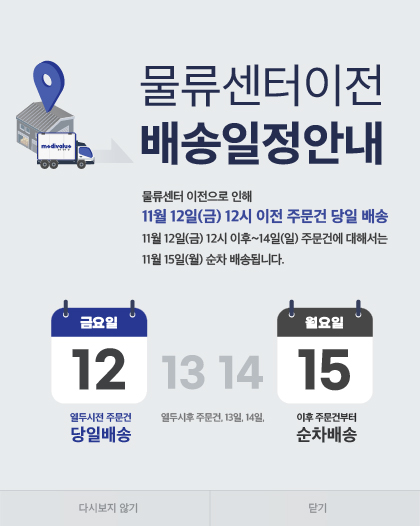 물류센터이전
배송일정안내
medivalue
물류센터 이전으로 인해
11월 12일(금) 12시 이전 주문건 당일 배송
11월 12일(금) 12시 이후~14일(일) 주문건에 대해서는
11월 15일(월) 순차 배송됩니다.
금요일
12
13 14
월요일
15
열두시전 주문건
당일배송
열두시후 주문건, 13일, 14일,
이후 주문건부터
순차배송
다시보지 않기
닫기